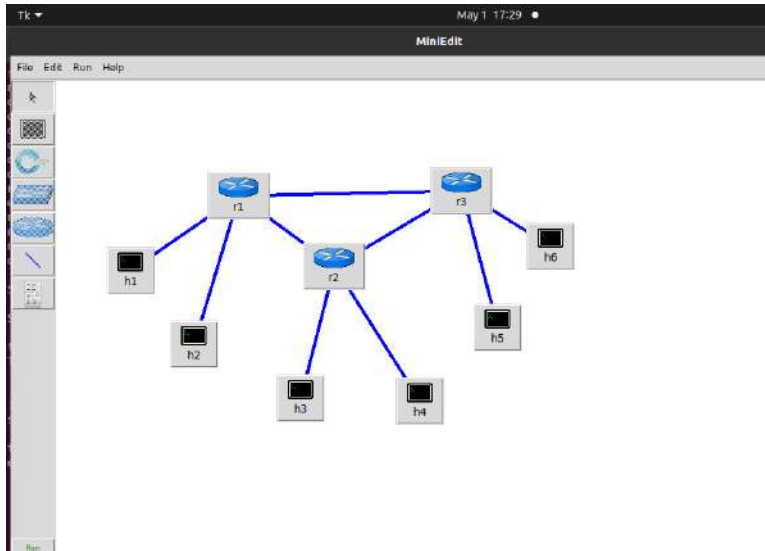 Tk
May 1 17:29
MiniEdit
File Edit Run Help
r1
r3
h6
h1
r2
h5
h2
h3
h4
Run